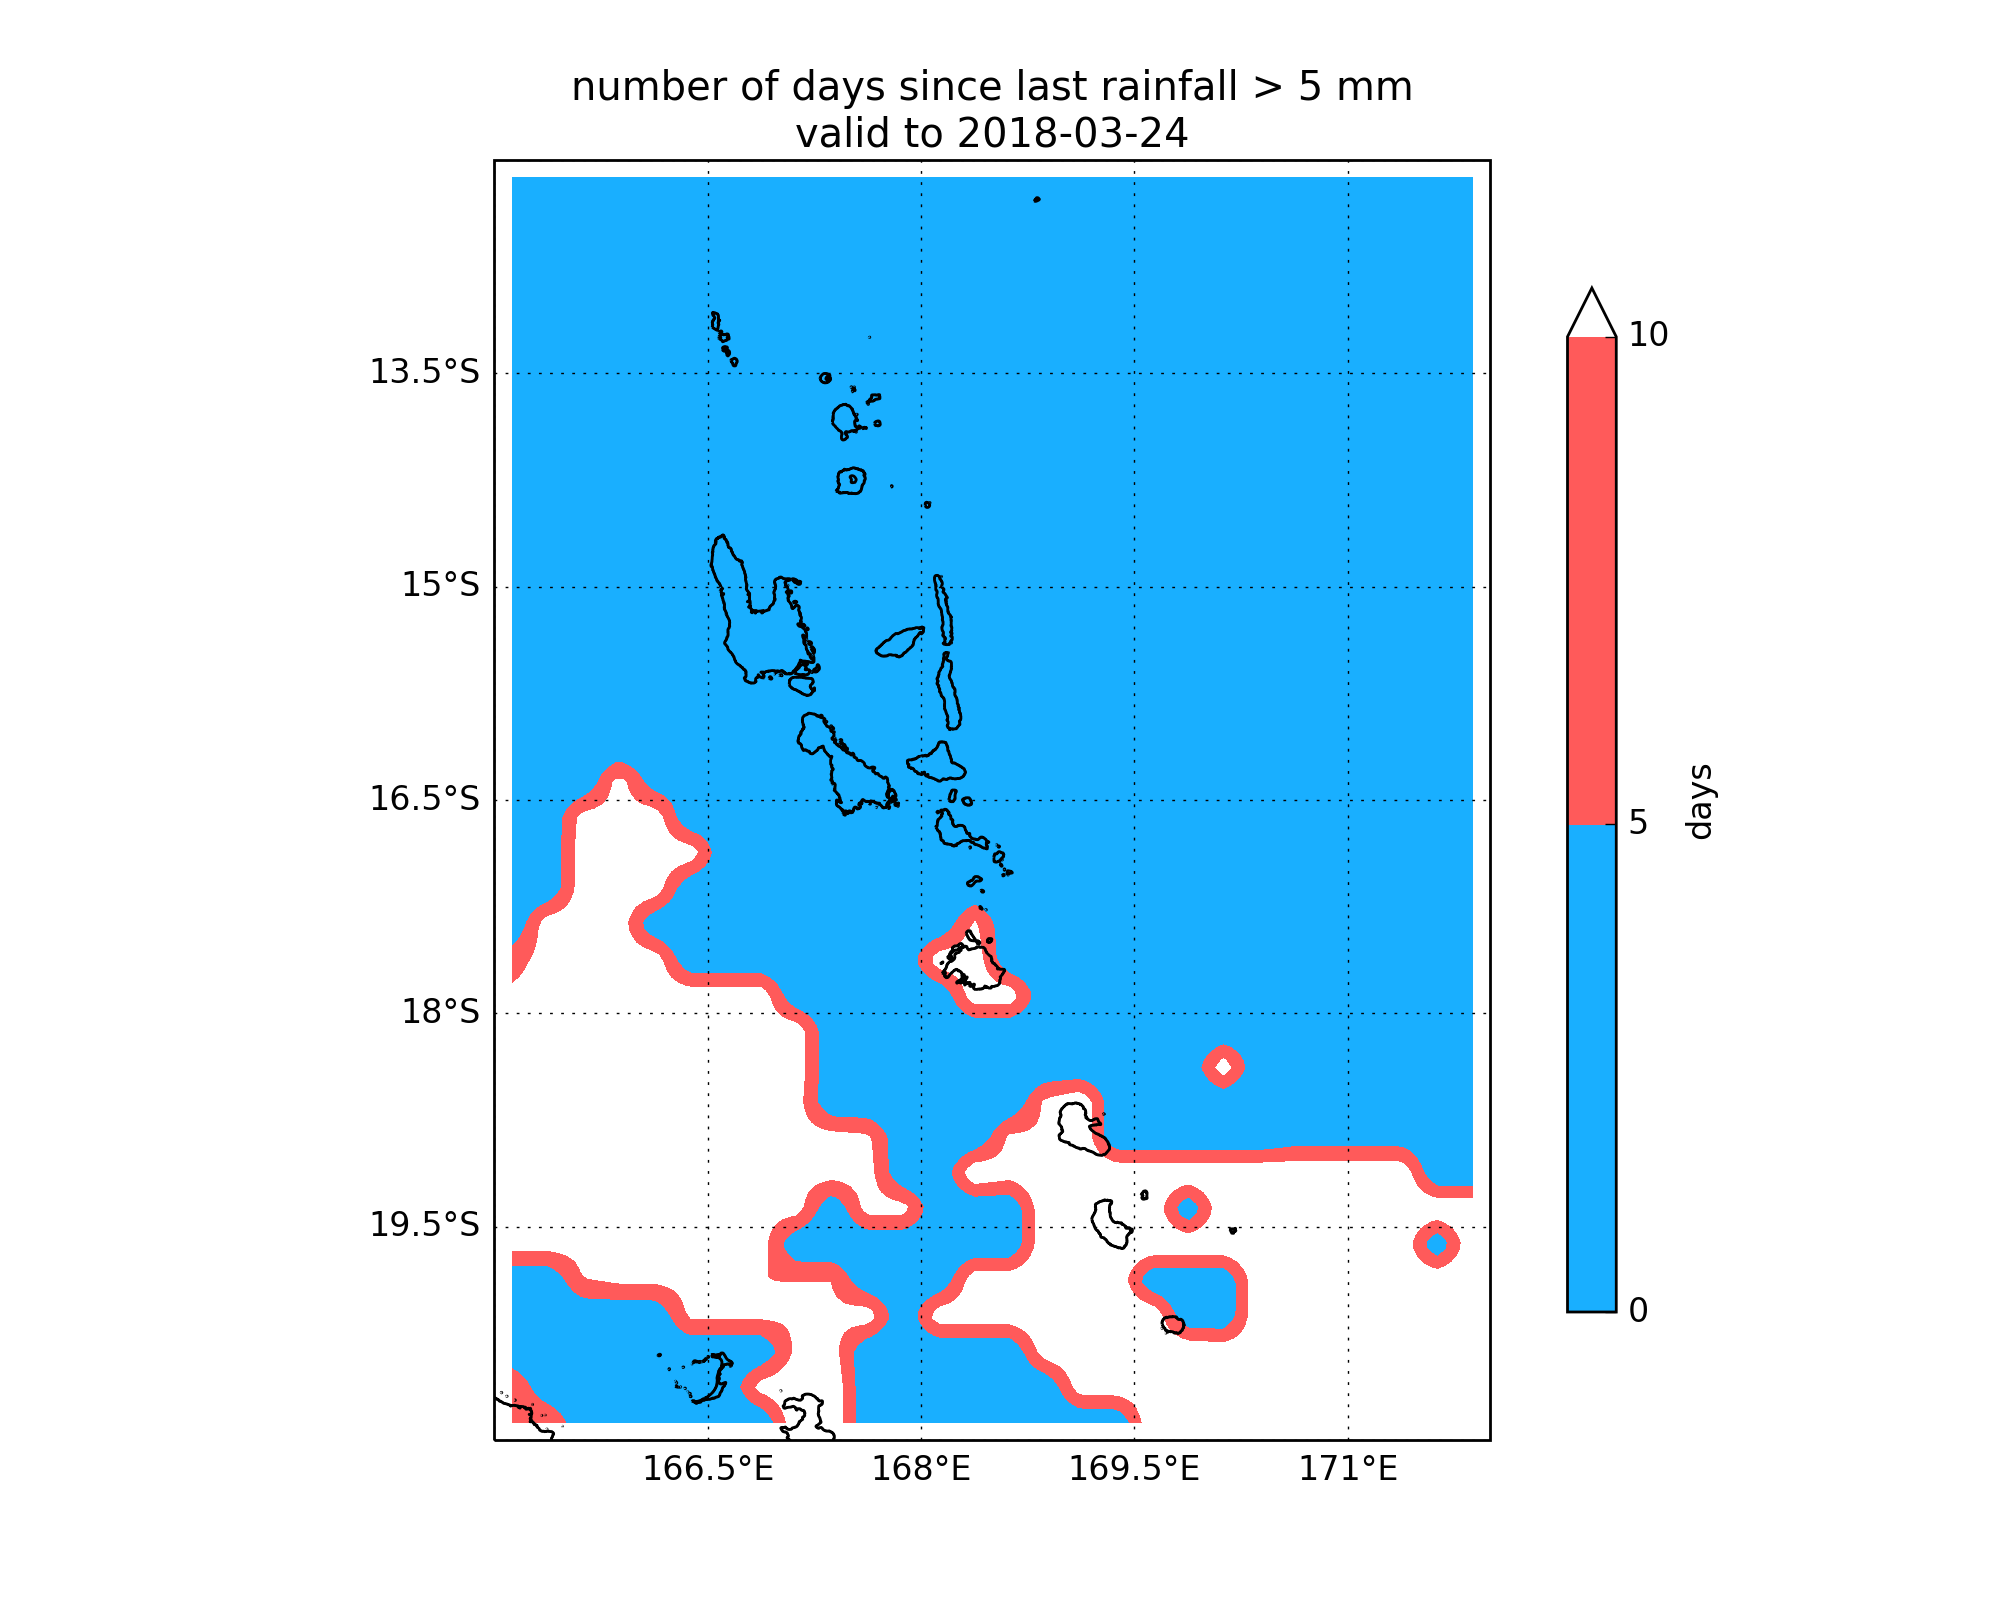 number of days since last rainfall > 5 mm
valid to 2018-03-24
13.5°S
15°S
16.5°S
18°S
19.5°S
166.5°E
168°E
169.5°E
171°E
10
5
0
days